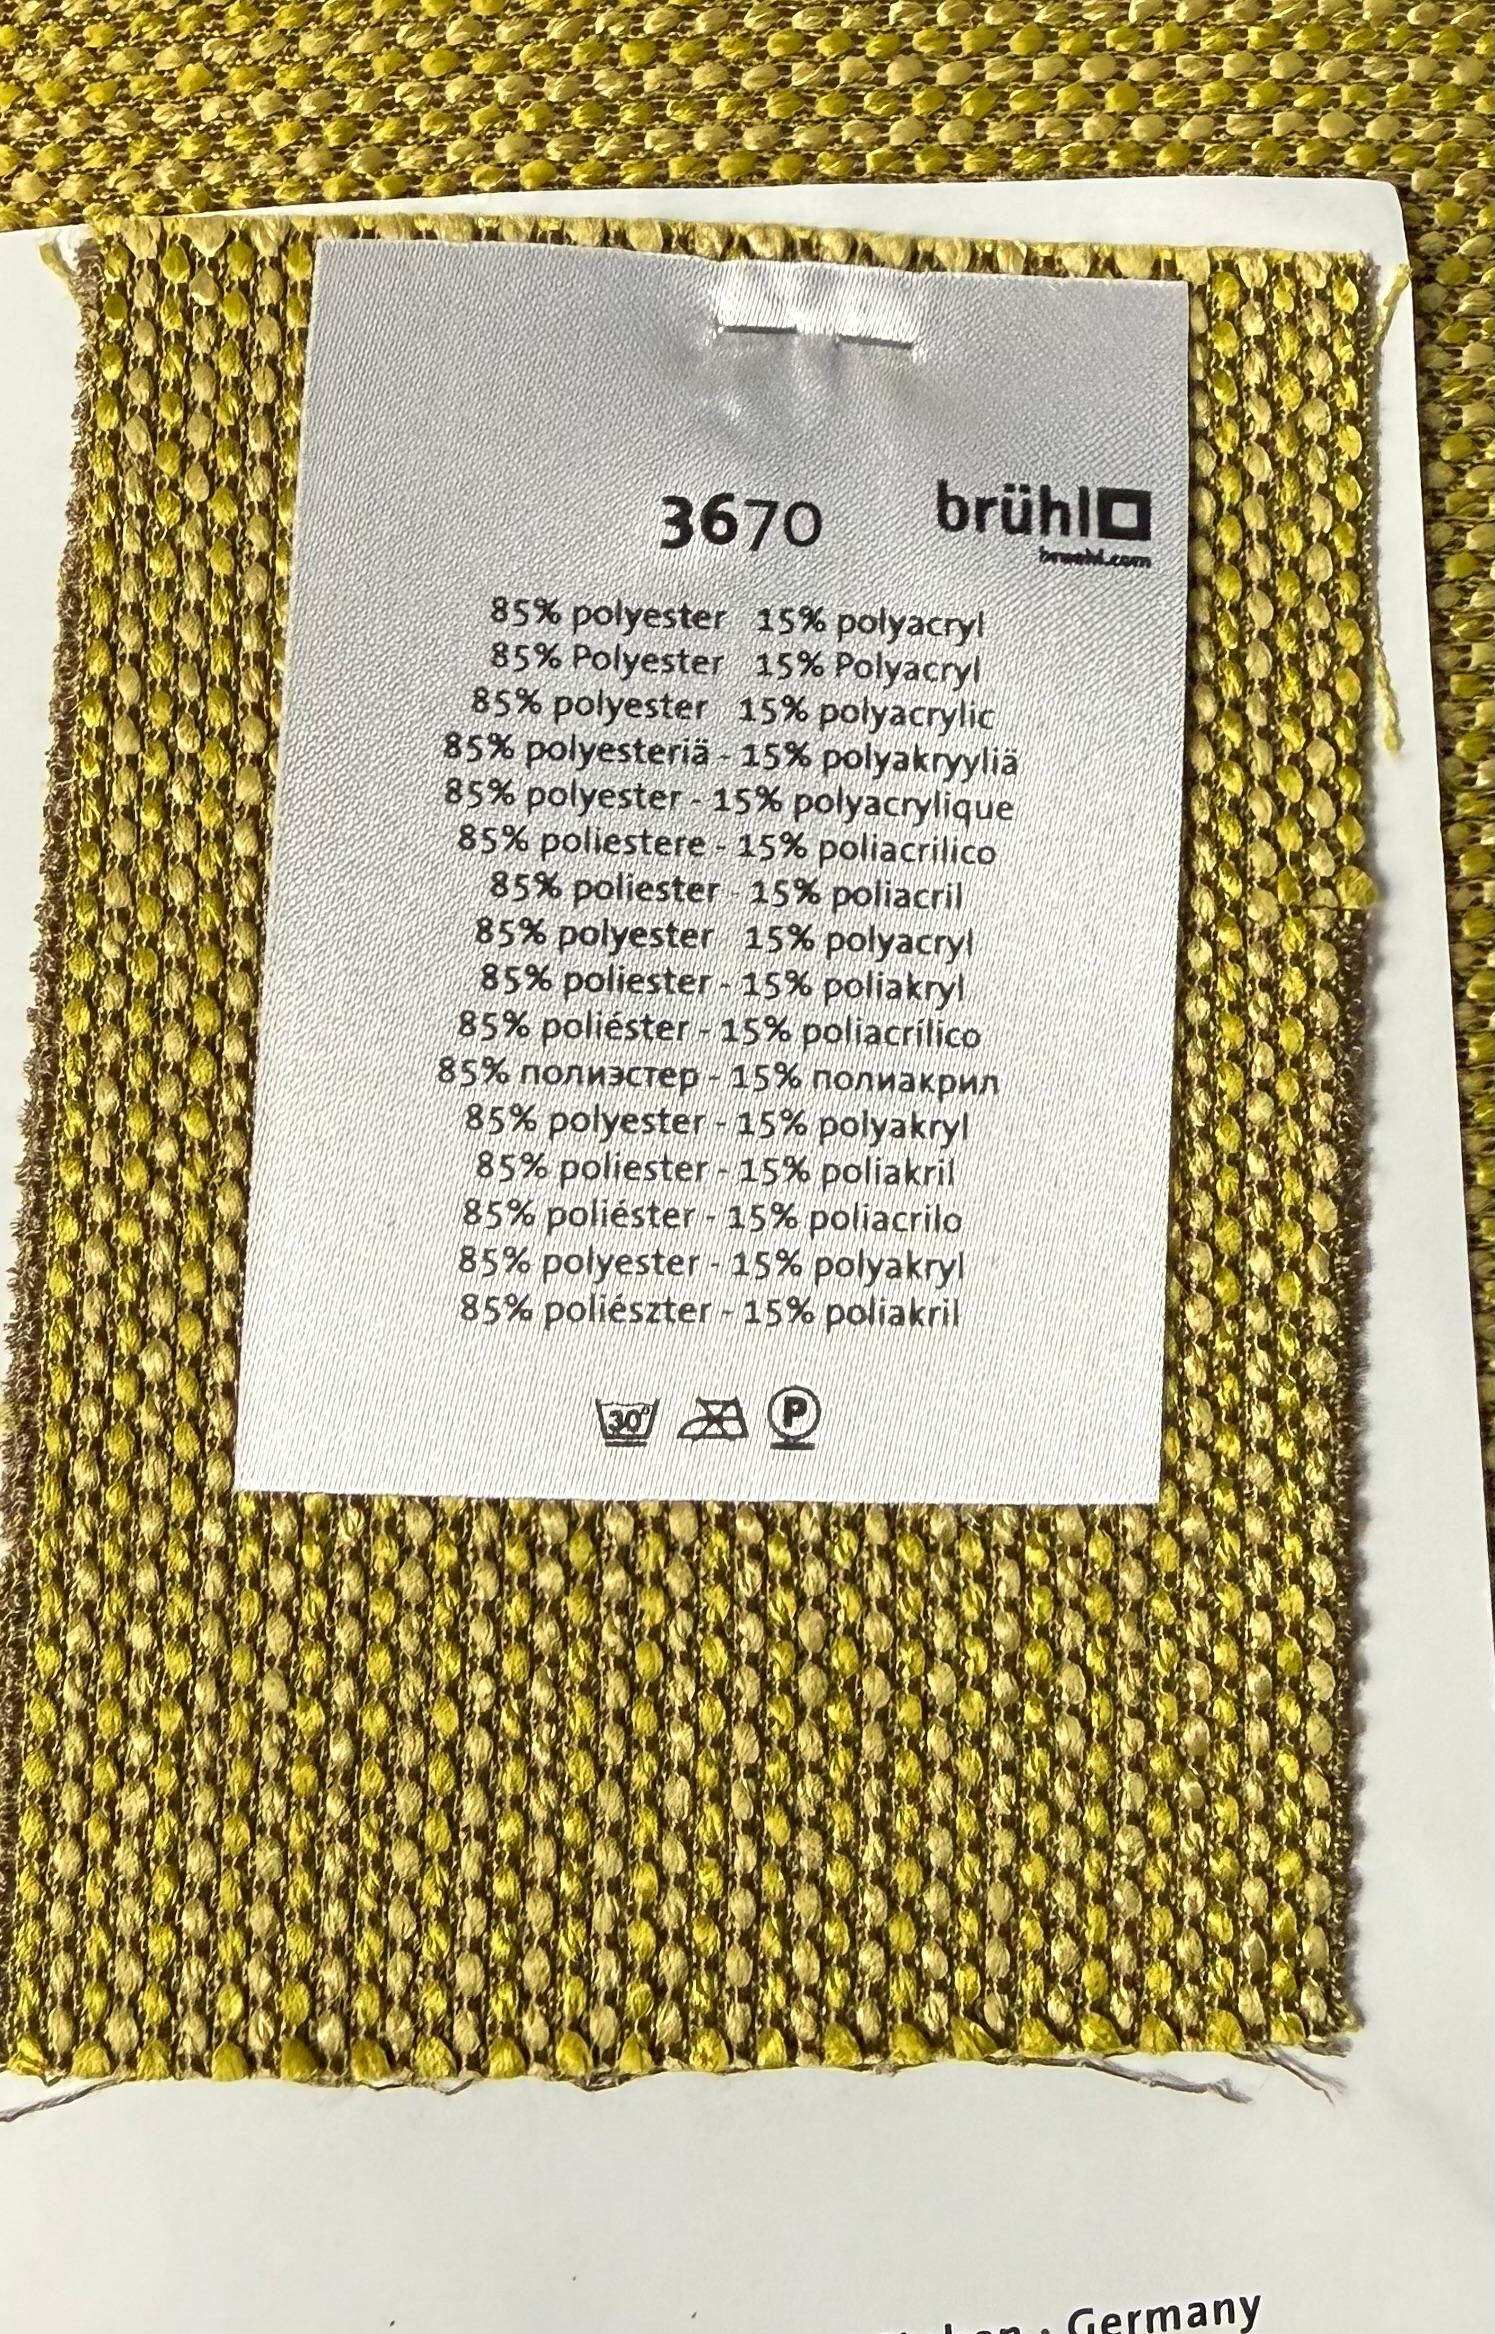 3670 brühl
bruehl.com
85% polyester 15% polyacryl
85% Polyester 15% Polyacryl
85% polyester 15% polyacrylic
85% polyesteriä - 15% polyakryyliä
85% polyester - 15% polyacrylique
85% poliestere - 15% poliacrilico
85% poliester - 15% poliacril
85% polyester 15% polyacryl
85% poliester - 15% poliakryl
85% poliéster - 15% poliacrílico
85% полиэстер - 15% полиакрил
85% polyester - 15% polyakryl
85% poliester - 15% poliakril
85% poliéster - 15% poliacrilo
85% polyester - 15% polyakryl
85% poliészter - 15% poliakril
30° P
· Germany